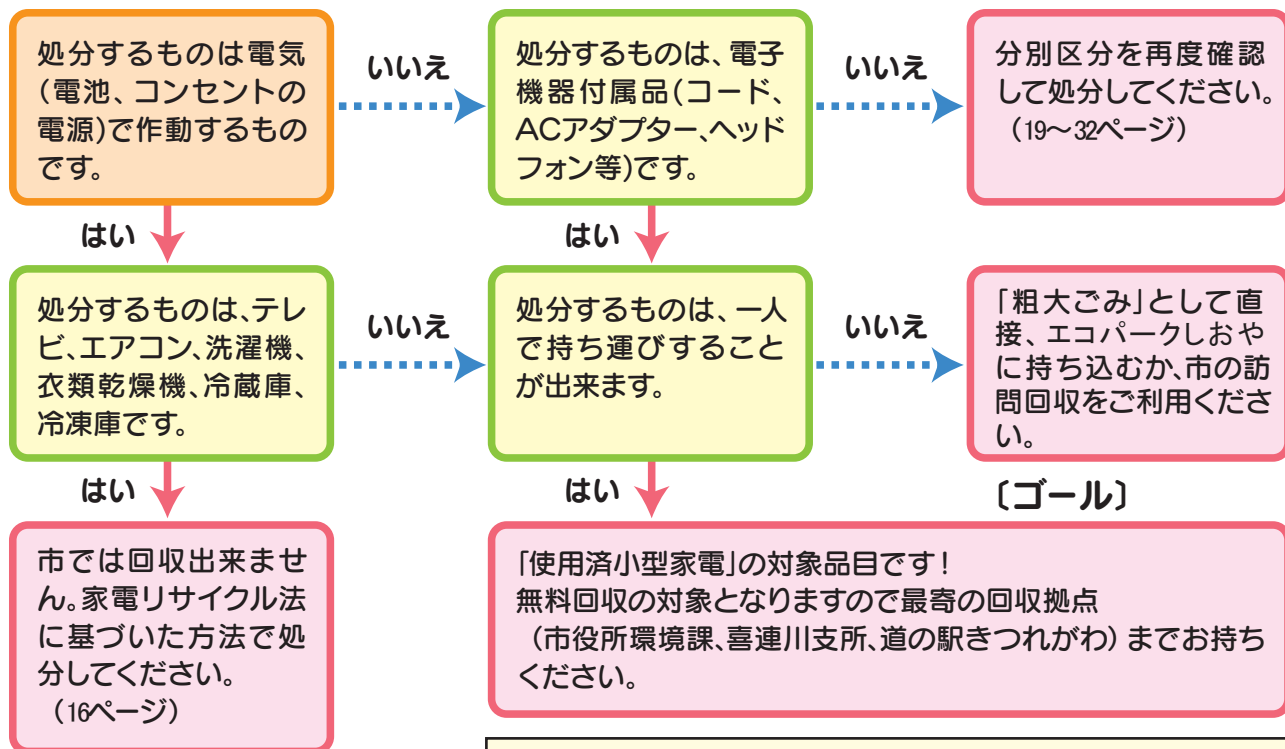 処分するものは電気
(電池、コンセントの
電源)で作動するもの
です。
いいえ
処分するものは、電子
機器付属品(コード、
ACアダプター、ヘッド
フォン等)です。
いいえ
分別区分を再度確認
して処分してください。
(19～32ページ)
はい
はい
処分するものは、テレ
ビ、エアコン、洗濯機、
衣類乾燥機、冷蔵庫、
冷凍庫です。
いいえ
処分するものは、一人
で持ち運びすること
が出来ます。
いいえ
「粗大ごみ」として直
接、エコパークしおや
に持ち込むか、市の訪
問回収をご利用くださ
い。
はい
はい
〔ゴール〕
市では回収出来ませ
ん。家電リサイクル法
に基づいた方法で処
分してください。
(16ページ)
「使用済小型家電」の対象品目です!
無料回収の対象となりますので最寄の回収拠点
(市役所環境課、喜連川支所、道の駅きつれがわ)までお持ち
ください。